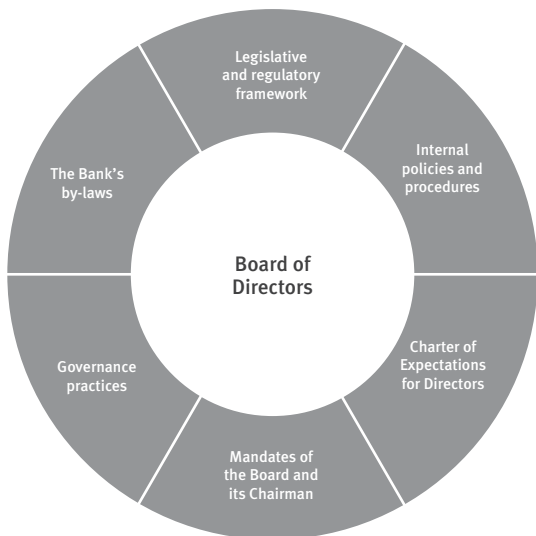 Legislative
and regulatory
framework
Internal
policies and
procedures
The Bank's
by-laws
Board of
Directors
Charter of
Expectations
for Directors
Governance
practices
Mandates of
the Board and
its Chairman